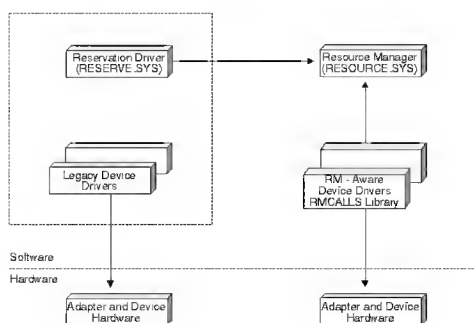 Reservation Driver
(RESERVE.SYS)
Resource Manager
(RESOURCE.SYS)
Legacy Device
Drivers
RM - Aware
Device Drivers
RMCALLS Library
Software
Hardware
Adapter and Device
Hardware
Adapter and Device
Hardware